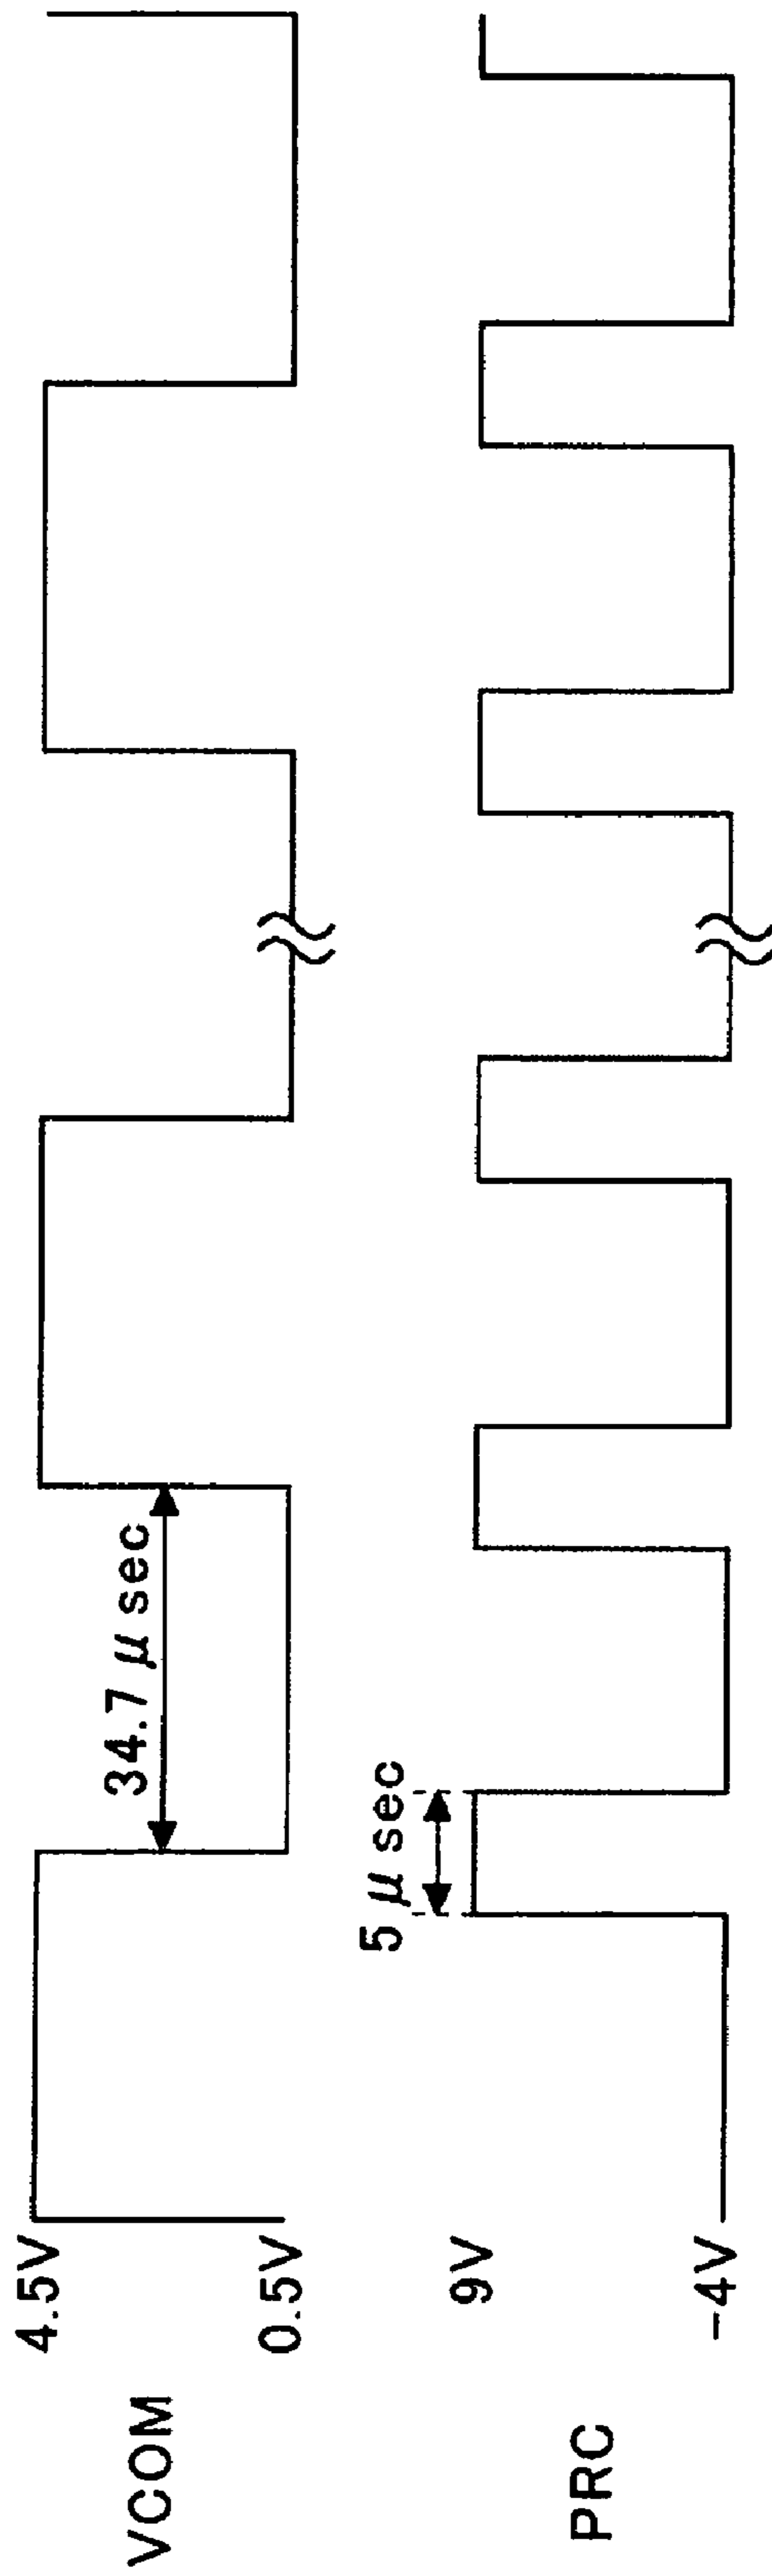 VCOM
4.5V
0.5V
34.7 μ sec
PRC
9V
-4V
5 μ sec